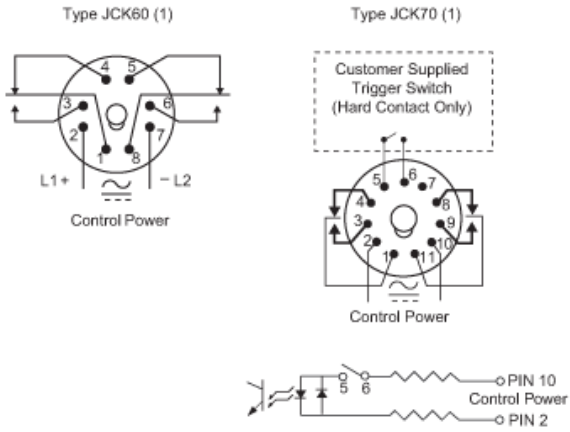 Type JCK60 (1)
4 5
3 6
2 7
1 8
L1+ − L2
Control Power
Type JCK70 (1)
Customer Supplied
Trigger Switch
(Hard Contact Only)
5 6 7
4 8
3 9
2 10
1 11
Control Power
5 6
PIN 10
Control Power
PIN 2